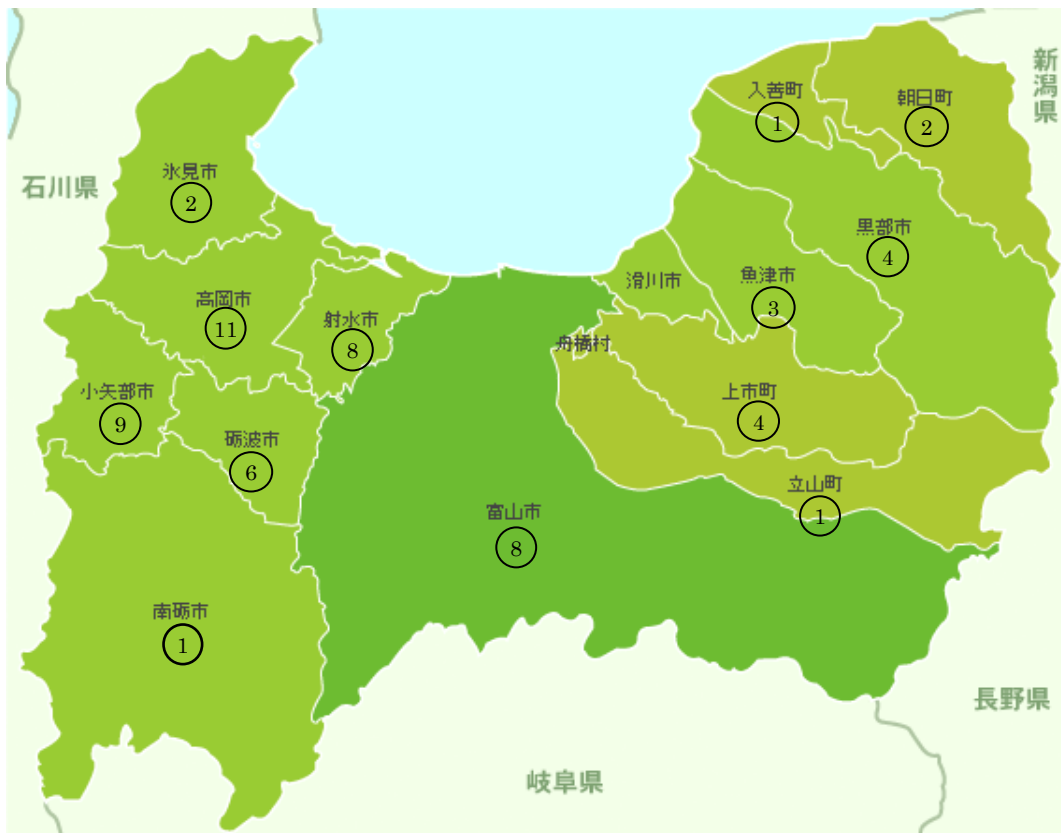 新潟県
入善町
1
朝日町
2
石川県
氷見市
2
黒部市
4
魚津市
3
滑川市
高岡市
11
射水市
8
舟橋村
小矢部市
9
上市町
4
砺波市
6
立山町
1
富山市
8
南砺市
1
長野県
岐阜県